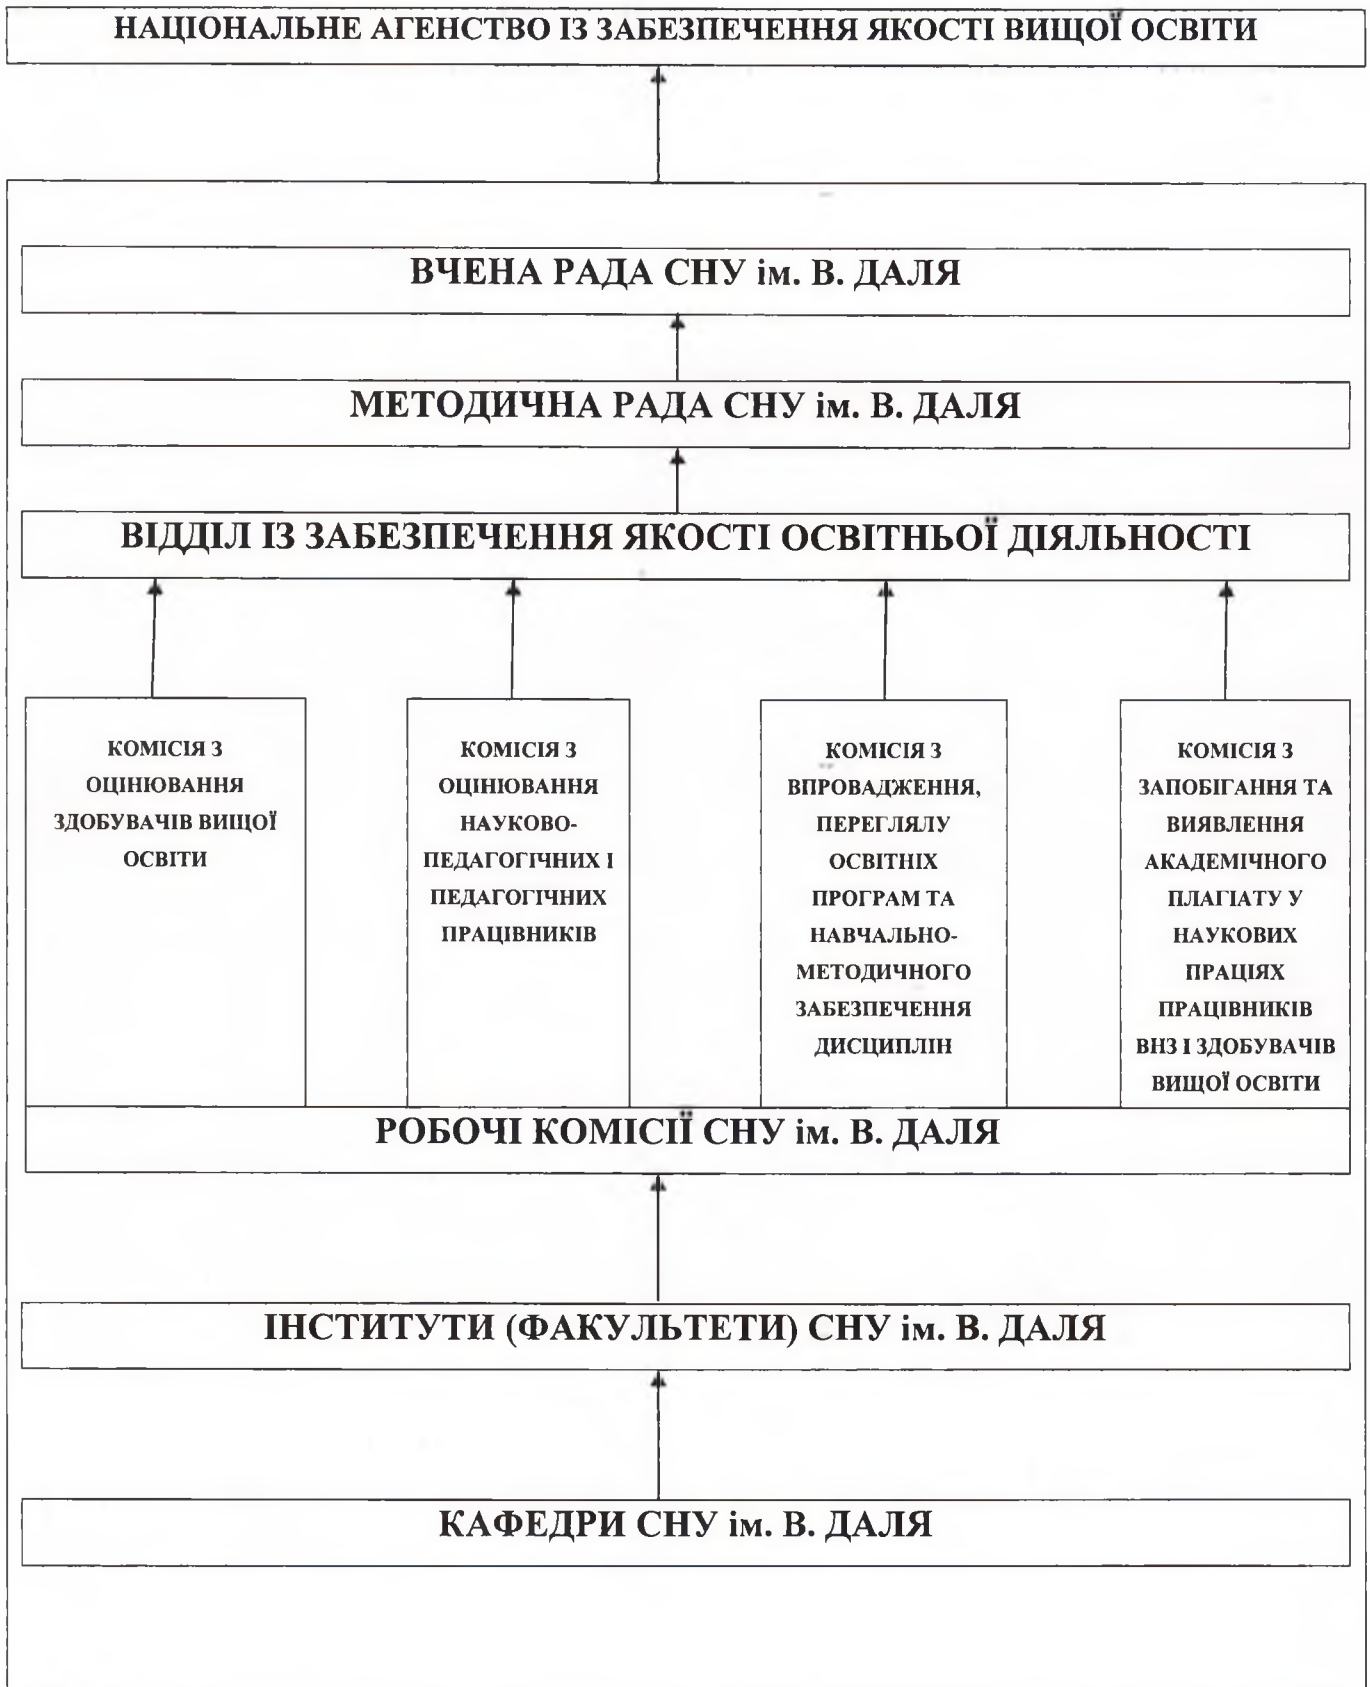 НАЦІОНАЛЬНЕ АГЕНСТВО ІЗ ЗАБЕЗПЕЧЕННЯ ЯКОСТІ ВИЩОЇ ОСВІТИ
ВЧЕНА РАДА СНУ ім. В. ДАЛЯ
МЕТОДИЧНА РАДА СНУ ім. В. ДАЛЯ
ВІДДІЛ ІЗ ЗАБЕЗПЕЧЕННЯ ЯКОСТІ ОСВІТНЬОЇ ДІЯЛЬНОСТІ
КОМІСІЯ З
ОЦІНЮВАННЯ
ЗДОБУВАЧІВ ВИЩОЇ
ОСВІТИ
КОМІСІЯ З
ОЦІНЮВАННЯ
НАУКОВО-
ПЕДАГОГІЧНИХ І
ПЕДАГОГІЧНИХ
ПРАЦІВНИКІВ
КОМІСІЯ З
ВПРОВАДЖЕННЯ,
ПЕРЕГЛЯЛУ
ОСВІТНІХ
ПРОГРАМ ТА
НАВЧАЛЬНО-
МЕТОДИЧНОГО
ЗАБЕЗПЕЧЕННЯ
ДИСЦИПЛІН
КОМІСІЯ З
ЗАПОБІГАННЯ ТА
ВИЯВЛЕННЯ
АКАДЕМІЧНОГО
ПЛАГІАТУ У
НАУКОВИХ
ПРАЦІЯХ
ПРАЦІВНИКІВ
ВНЗ І ЗДОБУВАЧІВ
ВИЩОЇ ОСВІТИ
РОБОЧІ КОМІСІЇ СНУ ім. В. ДАЛЯ
ІНСТИТУТИ (ФАКУЛЬТЕТИ) СНУ ім. В. ДАЛЯ
КАФЕДРИ СНУ ім. В. ДАЛЯ